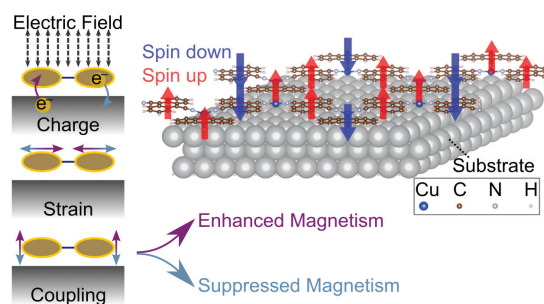 Electric Field
e⁻
e⁻
Charge
Strain
Coupling
Spin down
Spin up
Substrate
Cu C N H
Enhanced Magnetism
Suppressed Magnetism